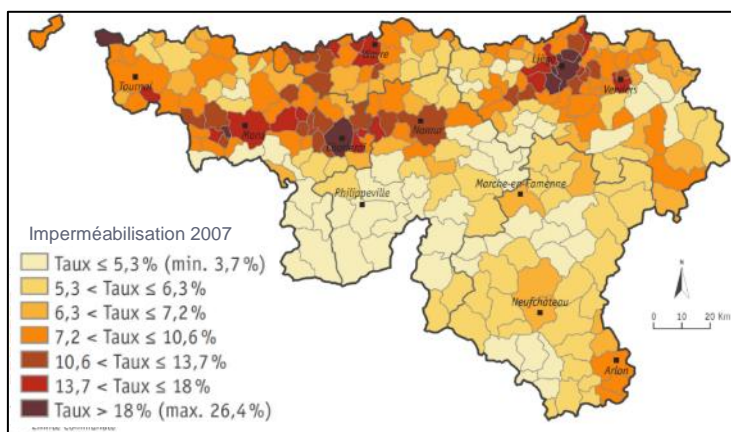 Wavre
Liège
Tournai
Verviers
Mons
Namur
Charleroi
Philippeville
Marche-en-Famenne
Imperméabilisation 2007
Taux ≤ 5,3% (min. 3,7%)
5,3 < Taux ≤ 6,3%
6,3 < Taux ≤ 7,2%
7,2 < Taux ≤ 10,6%
10,6 < Taux ≤ 13,7%
13,7 < Taux ≤ 18%
Taux > 18% (max. 26,4%)
Neufchâteau
N
0 10 20 Km
Arlon